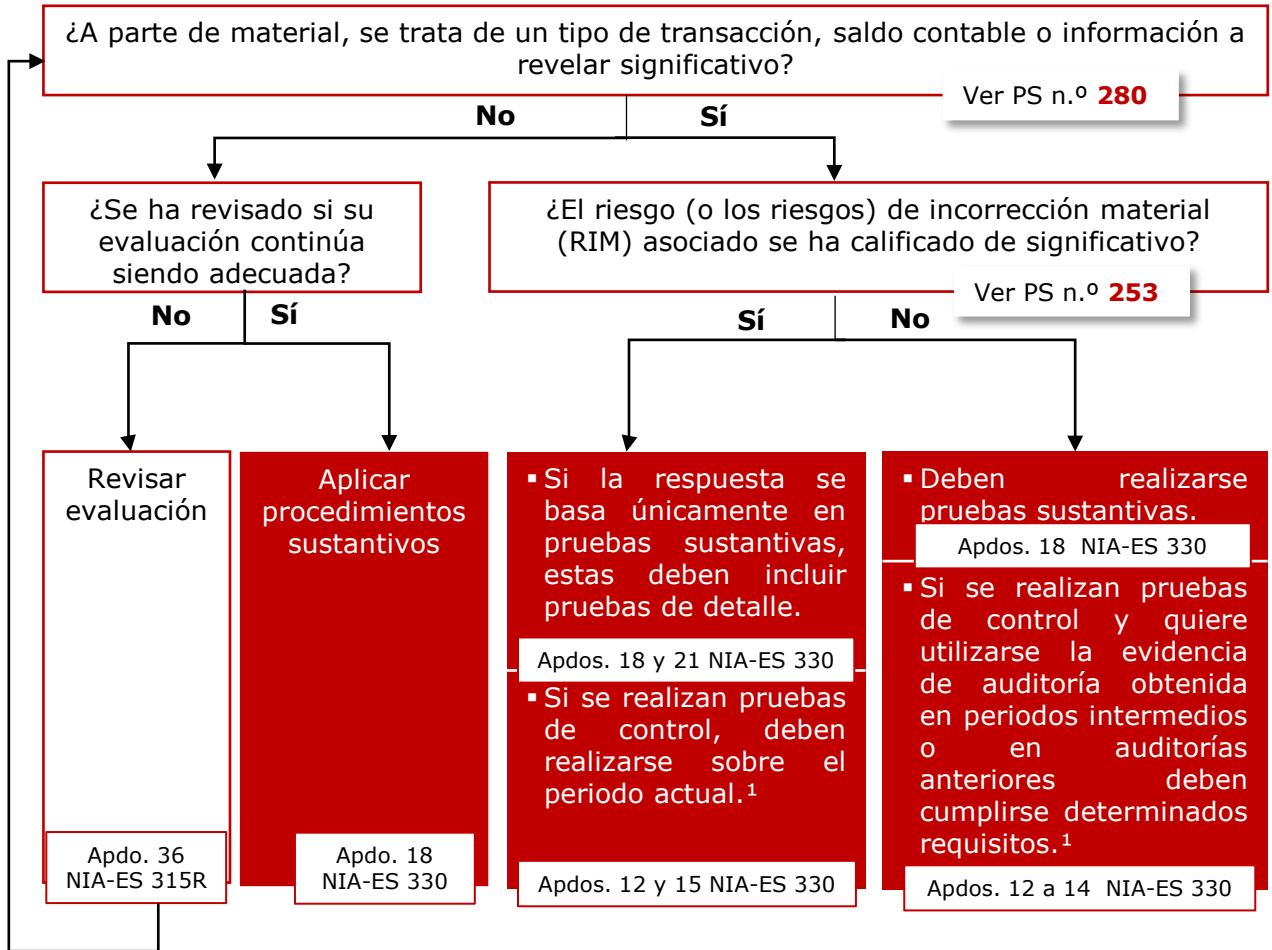 ¿A parte de material, se trata de un tipo de transacción, saldo contable o información a
revelar significativo?
Ver PS n.º 280
No
Sí
¿Se ha revisado si su
evaluación continúa
siendo adecuada?
¿El riesgo (o los riesgos) de incorrección material
(RIM) asociado se ha calificado de significativo?
Ver PS n.º 253
No
Sí
Sí
No
Revisar
evaluación
Apdo. 36
NIA-ES 315R
Aplicar
procedimientos
sustantivos
Apdo. 18
NIA-ES 330
▪ Si la respuesta se
basa únicamente en
pruebas sustantivas,
estas deben incluir
pruebas de detalle.
Apdos. 18 y 21 NIA-ES 330
▪ Si se realizan pruebas
de control, deben
realizarse sobre el
periodo actual.¹
Apdos. 12 y 15 NIA-ES 330
▪ Deben realizarse
pruebas sustantivas.
Apdos. 18 NIA-ES 330
▪ Si se realizan pruebas
de control y quiere
utilizarse la evidencia
de auditoría obtenida
en periodos intermedios
o en auditorías
anteriores deben
cumplirse determinados
requisitos.¹
Apdos. 12 a 14 NIA-ES 330